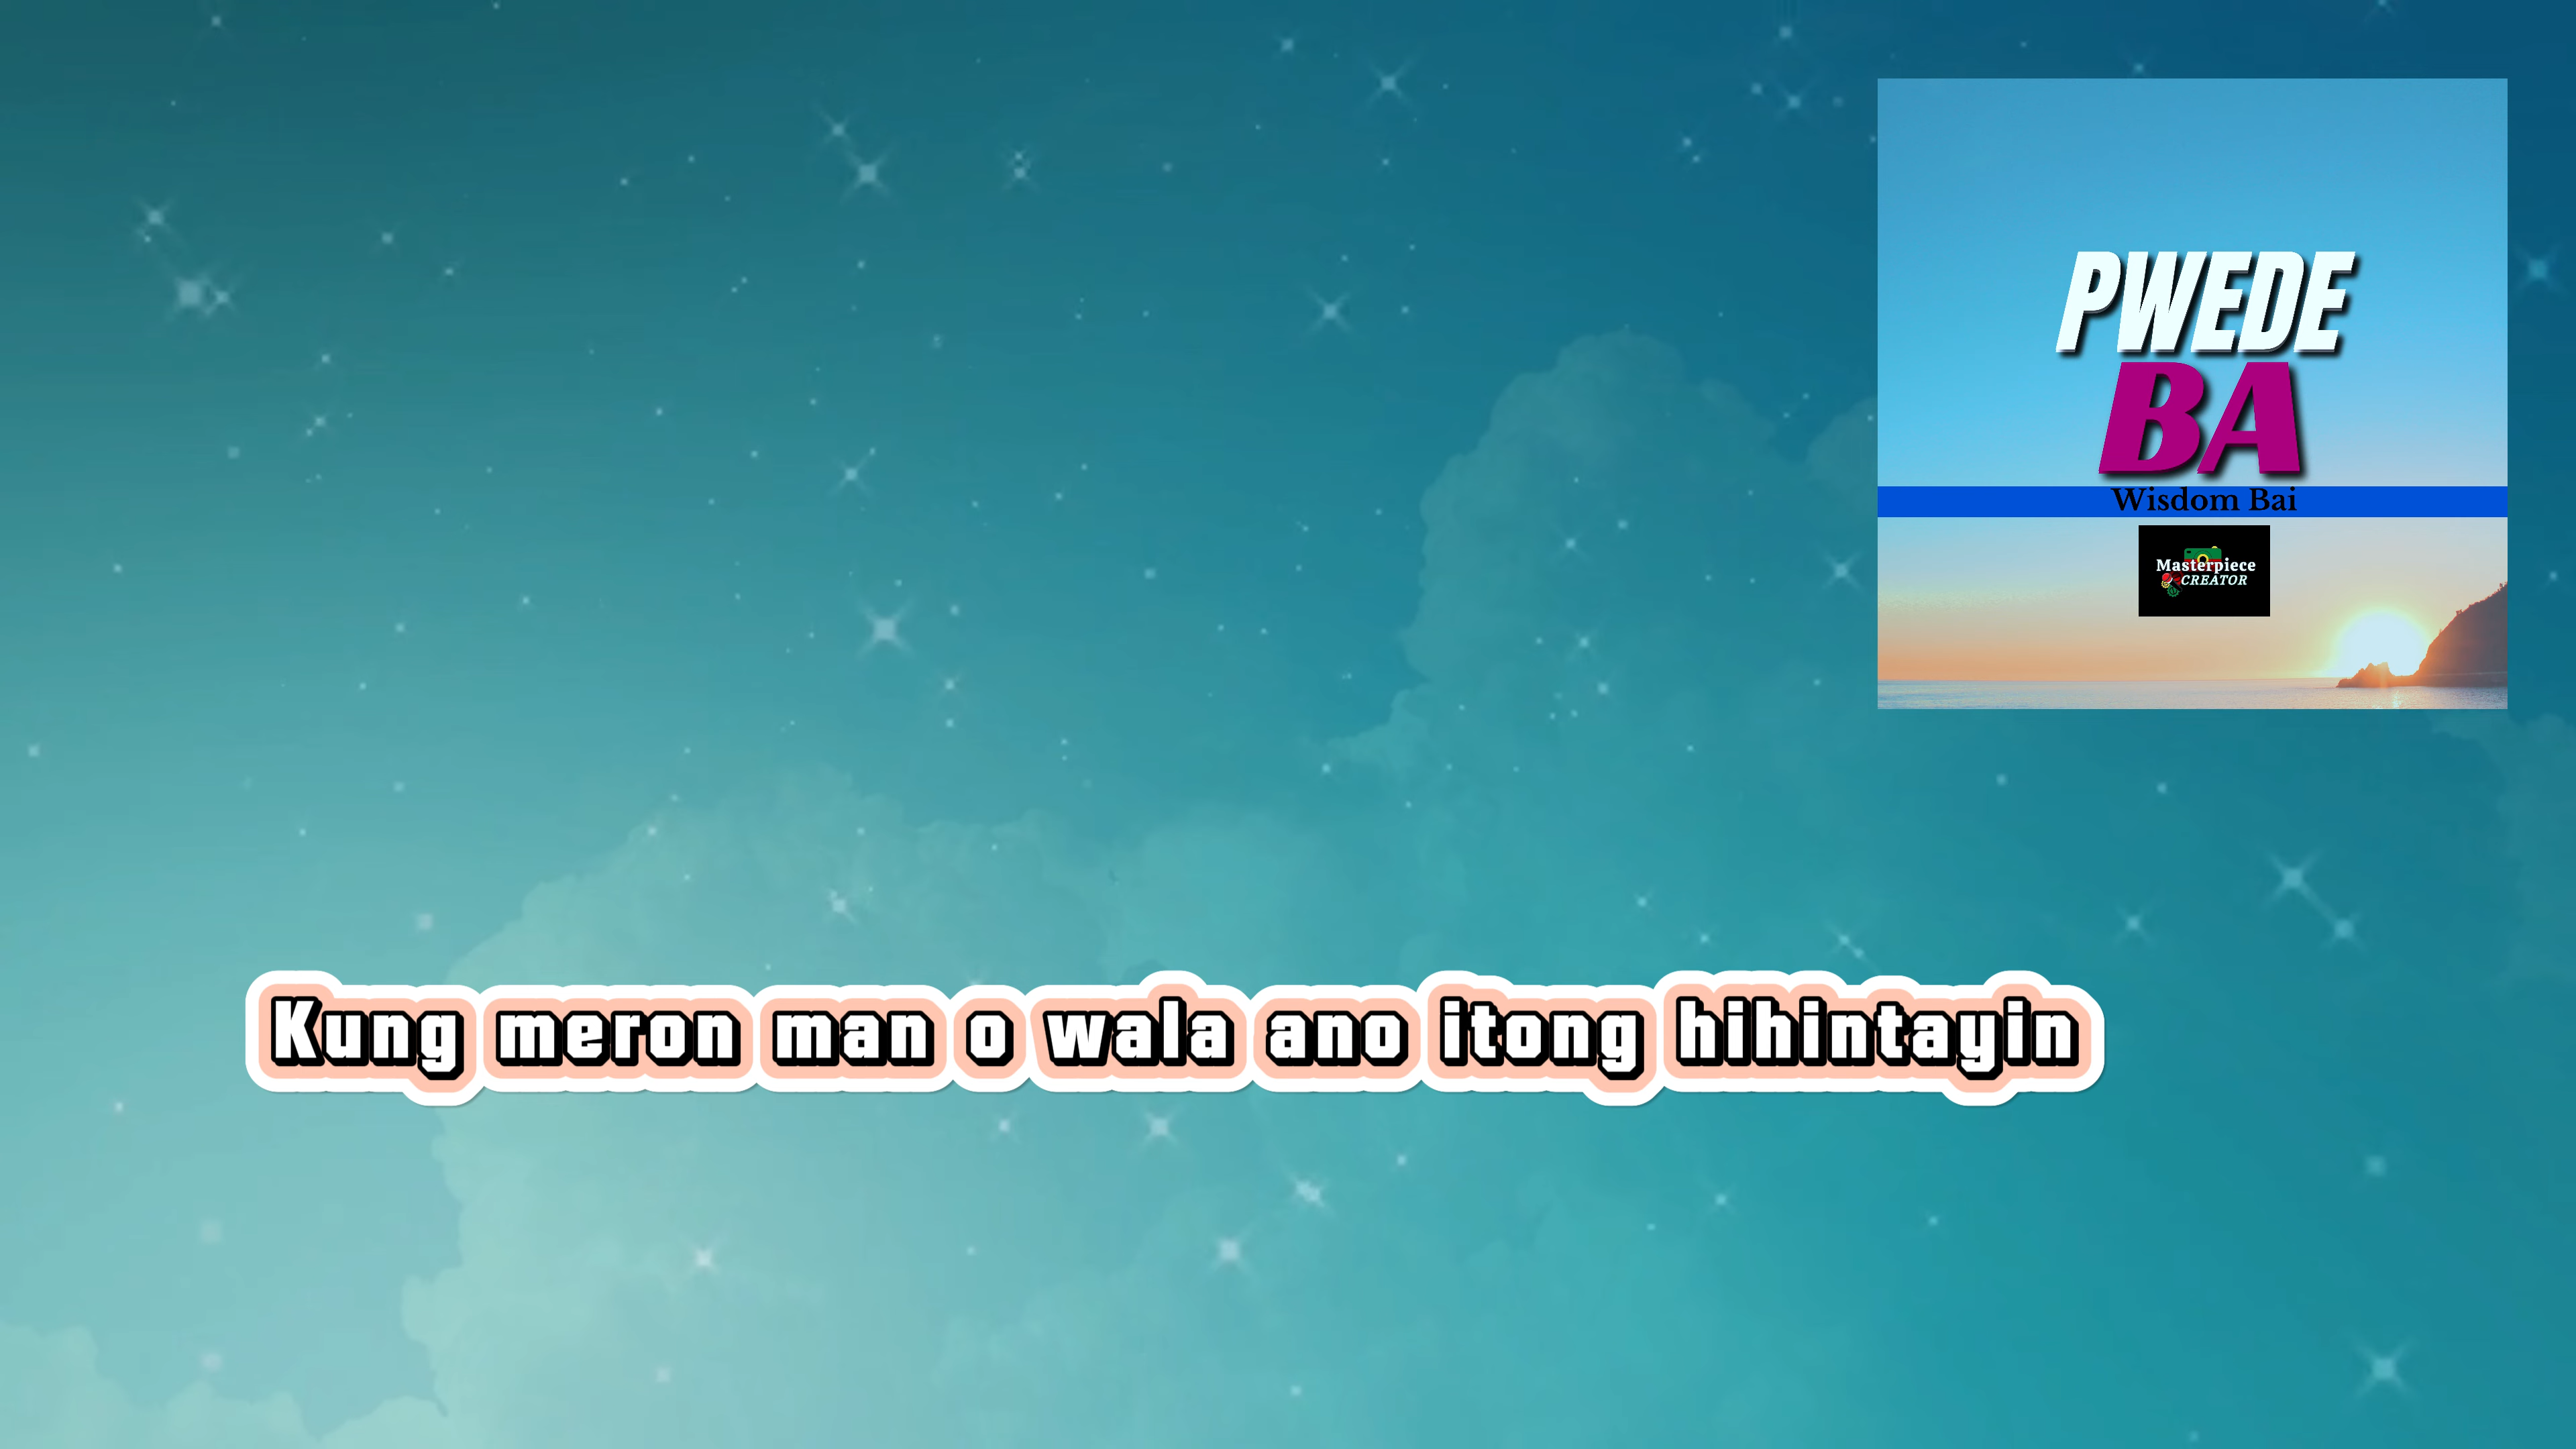 PWEDE
BA
Wisdom Bai
Masterpiece
CREATOR
Kung meron man o wala ano itong hihintayin